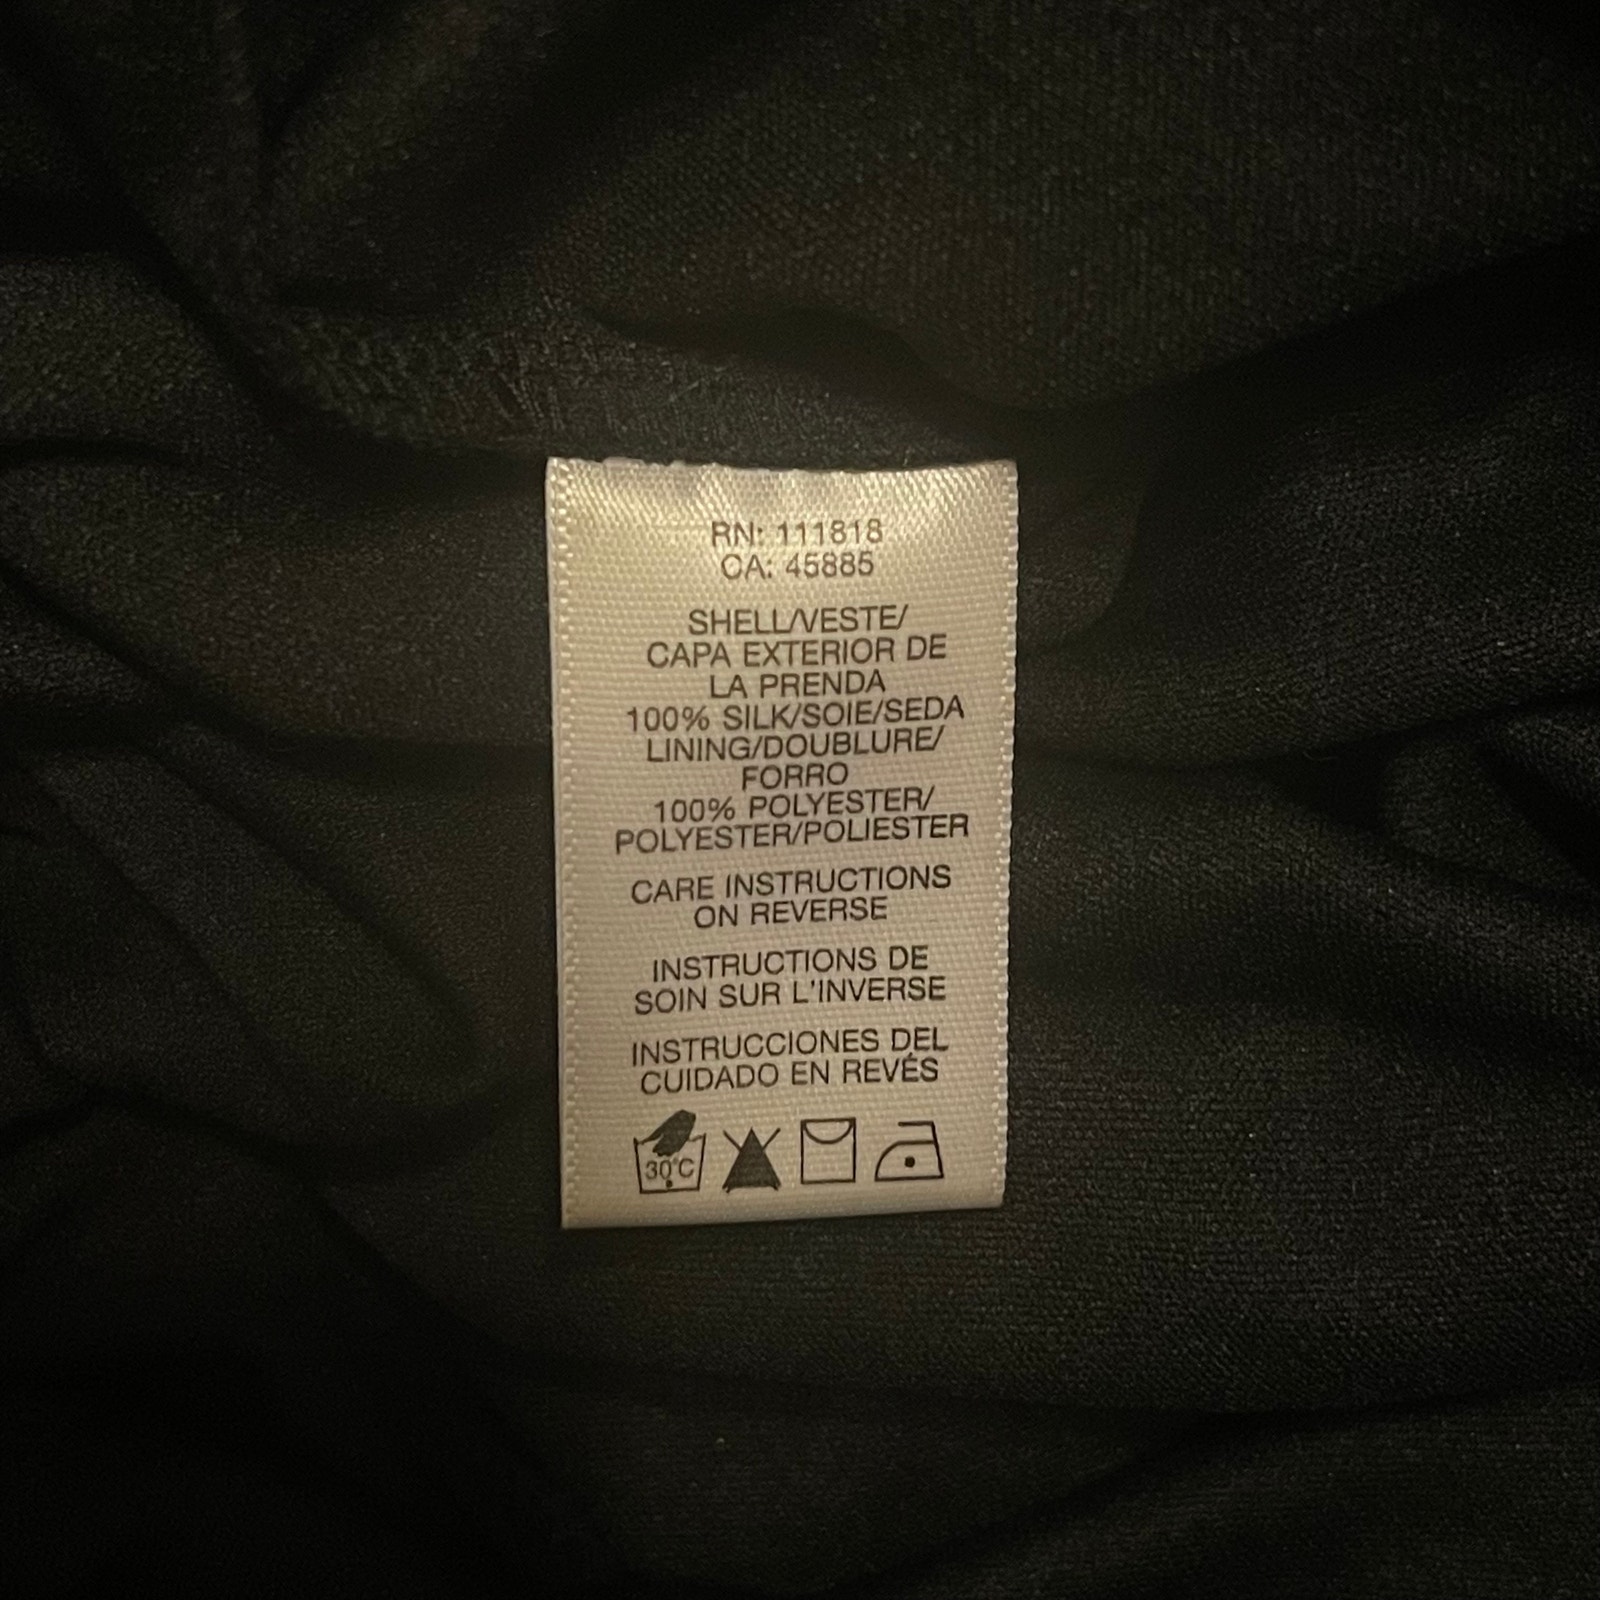 RN: 111818
CA: 45885
SHELL/VESTE/
CAPA EXTERIOR DE
LA PRENDA
100% SILK/SOIE/SEDA
LINING/DOUBLURE/
FORRO
100% POLYESTER/
POLYESTER/POLIESTER
CARE INSTRUCTIONS
ON REVERSE
INSTRUCTIONS DE
SOIN SUR L'INVERSE
INSTRUCCIONES DEL
CUIDADO EN REVÉS
30°C